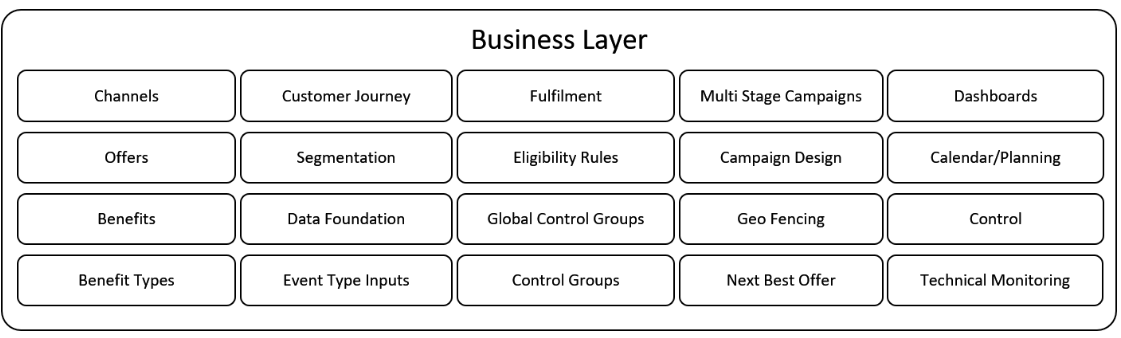 Business Layer
Channels
Customer Journey
Fulfilment
Multi Stage Campaigns
Dashboards
Offers
Segmentation
Eligibility Rules
Campaign Design
Calendar/Planning
Benefits
Data Foundation
Global Control Groups
Geo Fencing
Control
Benefit Types
Event Type Inputs
Control Groups
Next Best Offer
Technical Monitoring